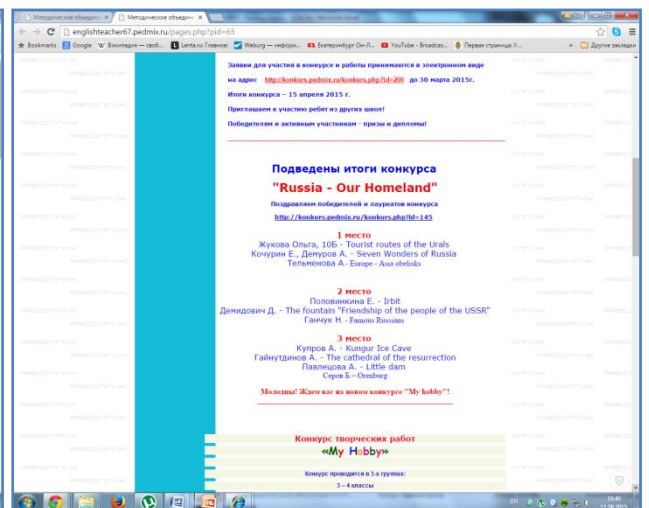 Методическое объедин
Методическое объедин
englishteacher67.pedmix.ru/pages.php?pid=65
Bookmarks Google Википедия — своб... Lenta.ru: Главное: Weburg — информ... Екатеринбург Он-Л... YouTube - Broadcas... Первая страница: У... » Другие закладки
Заявки для участия в конкурсе и работы принимаются в электронном виде
на адрес http://konkurs.pedmix.ru/konkurs.php?id=200 до 30 марта 2015г.
Итоги конкурса – 15 апреля 2015 г.
Приглашаем к участию ребят из других школ!
Победителям и активным участникам - призы и дипломы!
Подведены итоги конкурса
"Russia - Our Homeland"
Поздравляем победителей и лауреатов конкурса
http://konkurs.pedmix.ru/konkurs.php?id=145
1 место
Жукова Ольга, 10Б - Tourist routes of the Urals
Кочурин Е., Демуров А. - Seven Wonders of Russia
Тельменова А.- Europe - Asia obelisks
2 место
Половинкина Е. - Irbit
Демидович Д. - The fountain "Friendship of the people of the USSR"
Ганчук Н. - Famous Russians
3 место
Купров А. - Kungur Ice Cave
Гайнутдинов А. - The cathedral of the resurrection
Павлецова А. - Little dam
Серов Б – Orenburg
Молодцы! Ждем вас на новом конкурсе "My hobby"!
Конкурс творческих работ
«My Hobby»
Конкурс проводится в 3-х группах:
3 – 4 классы
EN
19:40